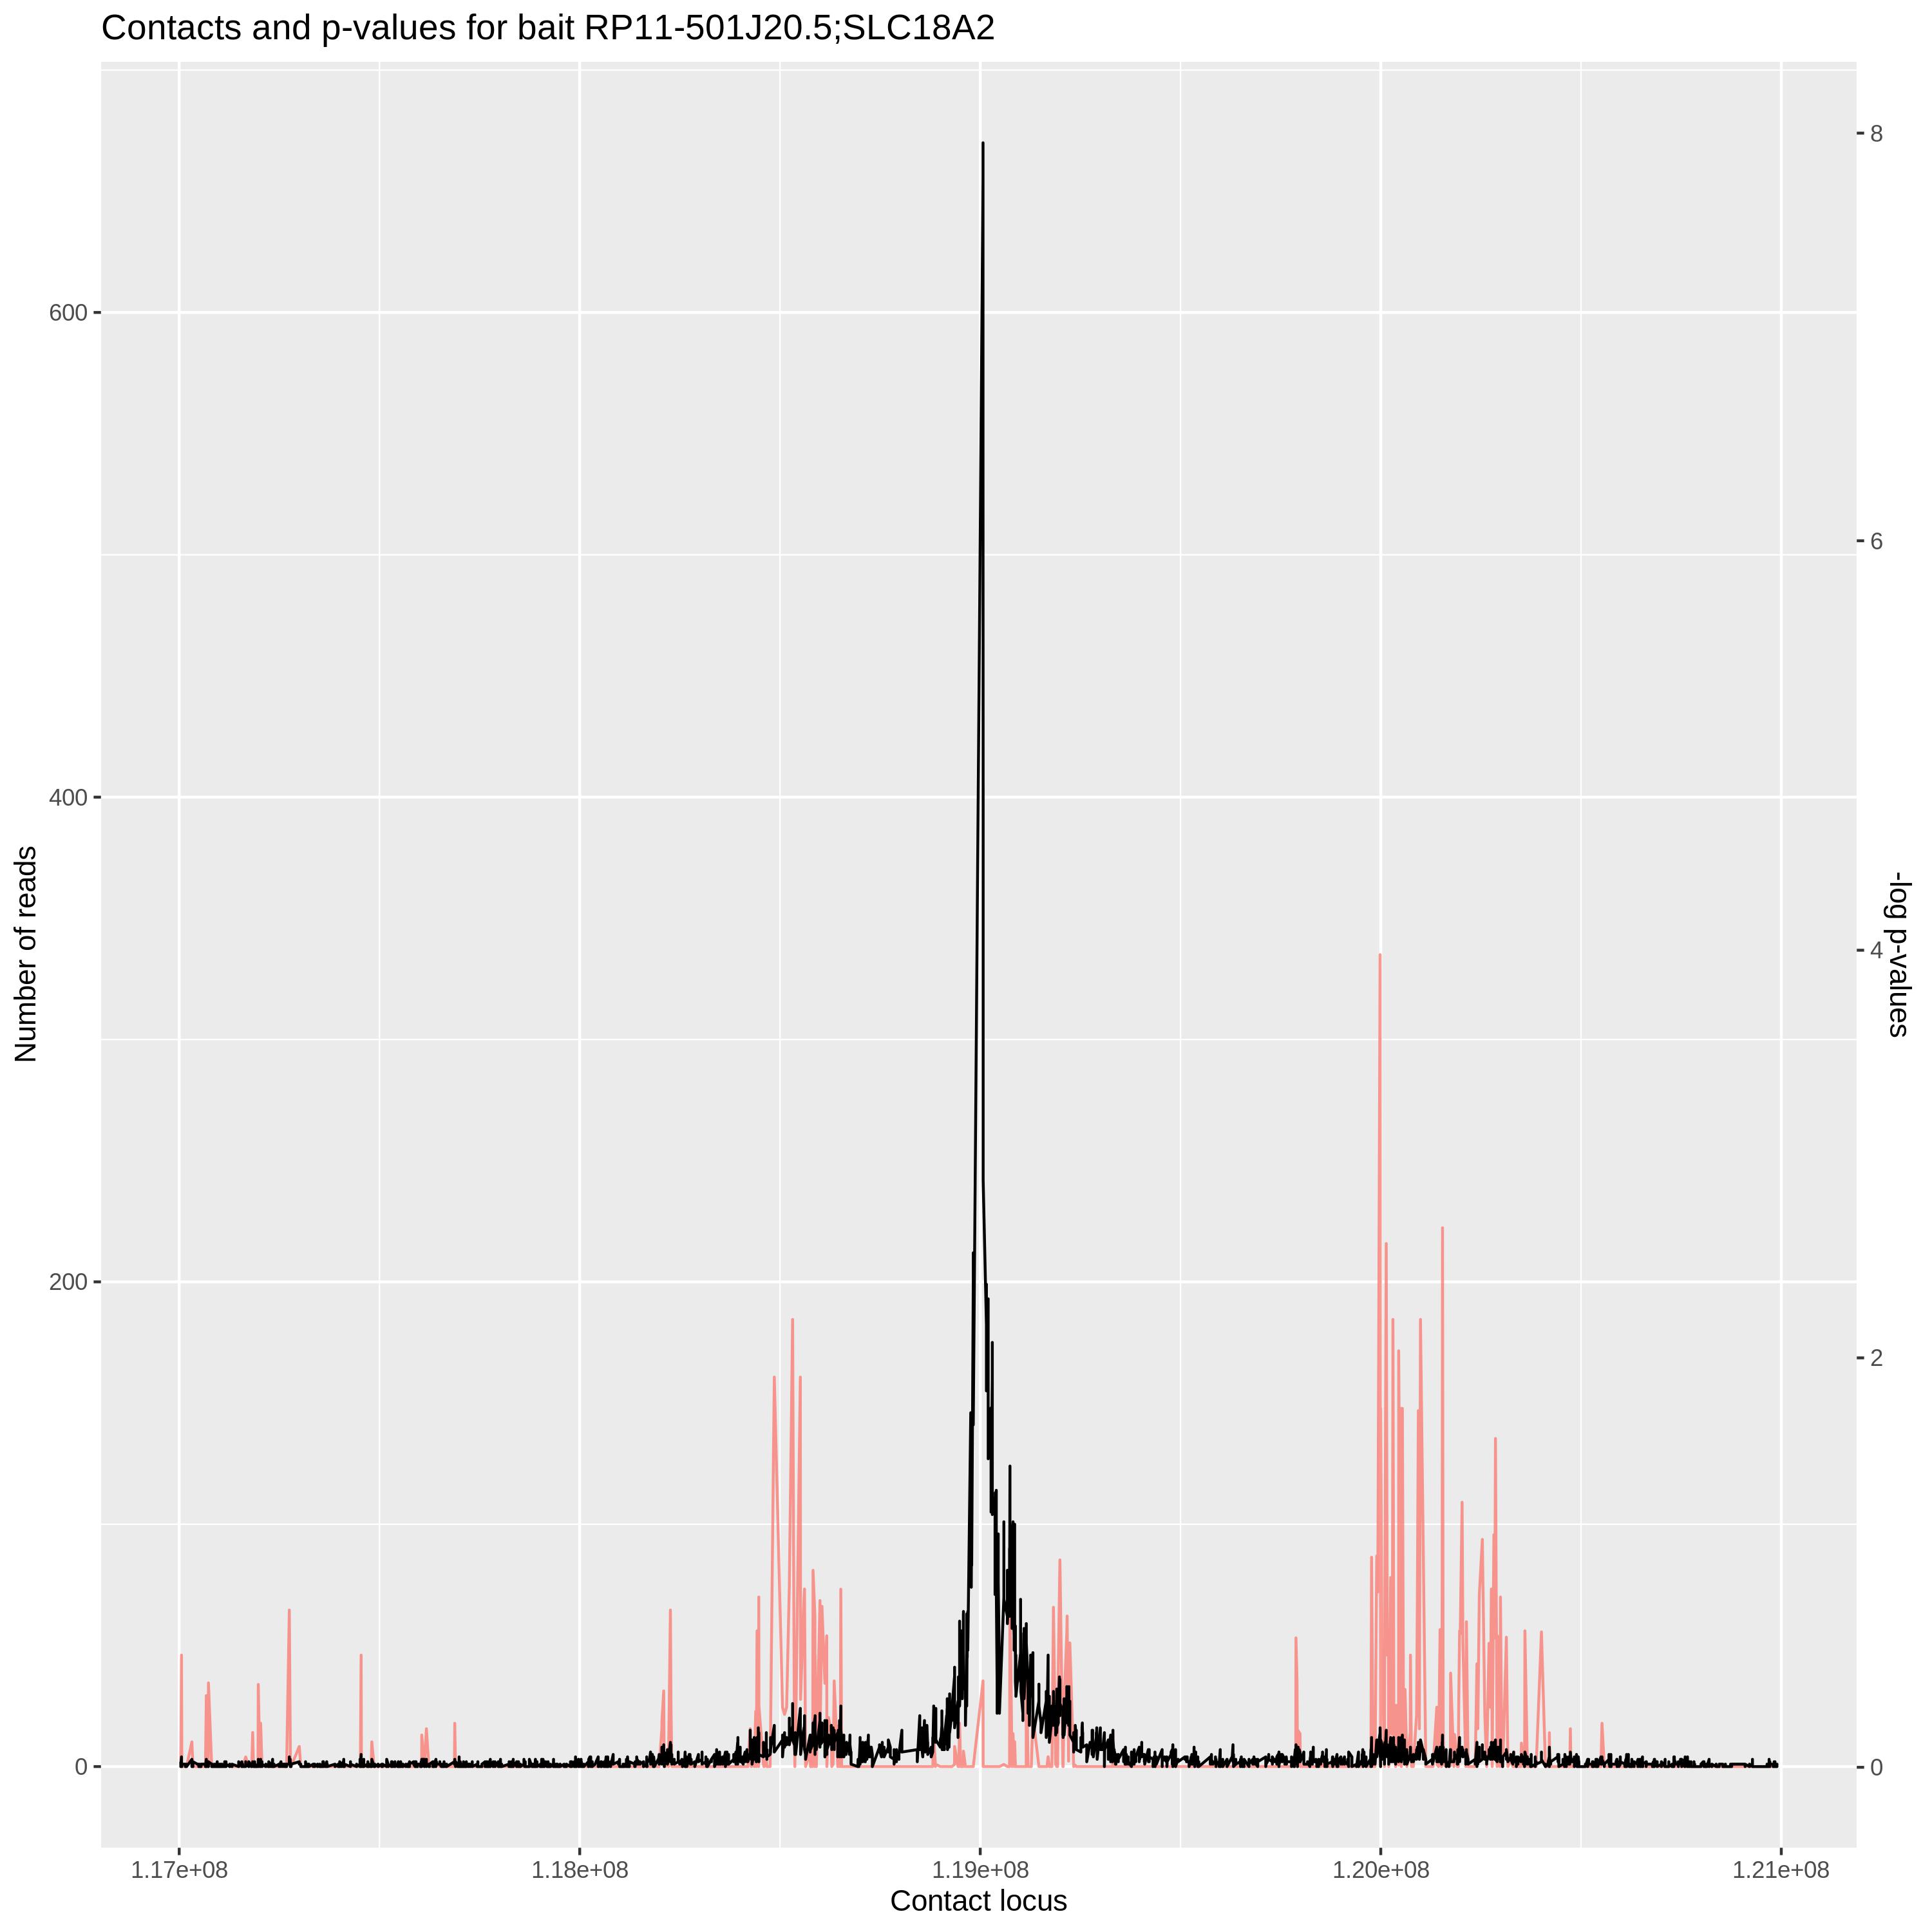 Contacts and p-values for bait RP11-501J20.5;SLC18A2
8
600
6
400
Number of reads
-log p-values
4
200
2
0
0
1.17e+08 1.18e+08 1.19e+08 1.20e+08 1.21e+08
Contact locus